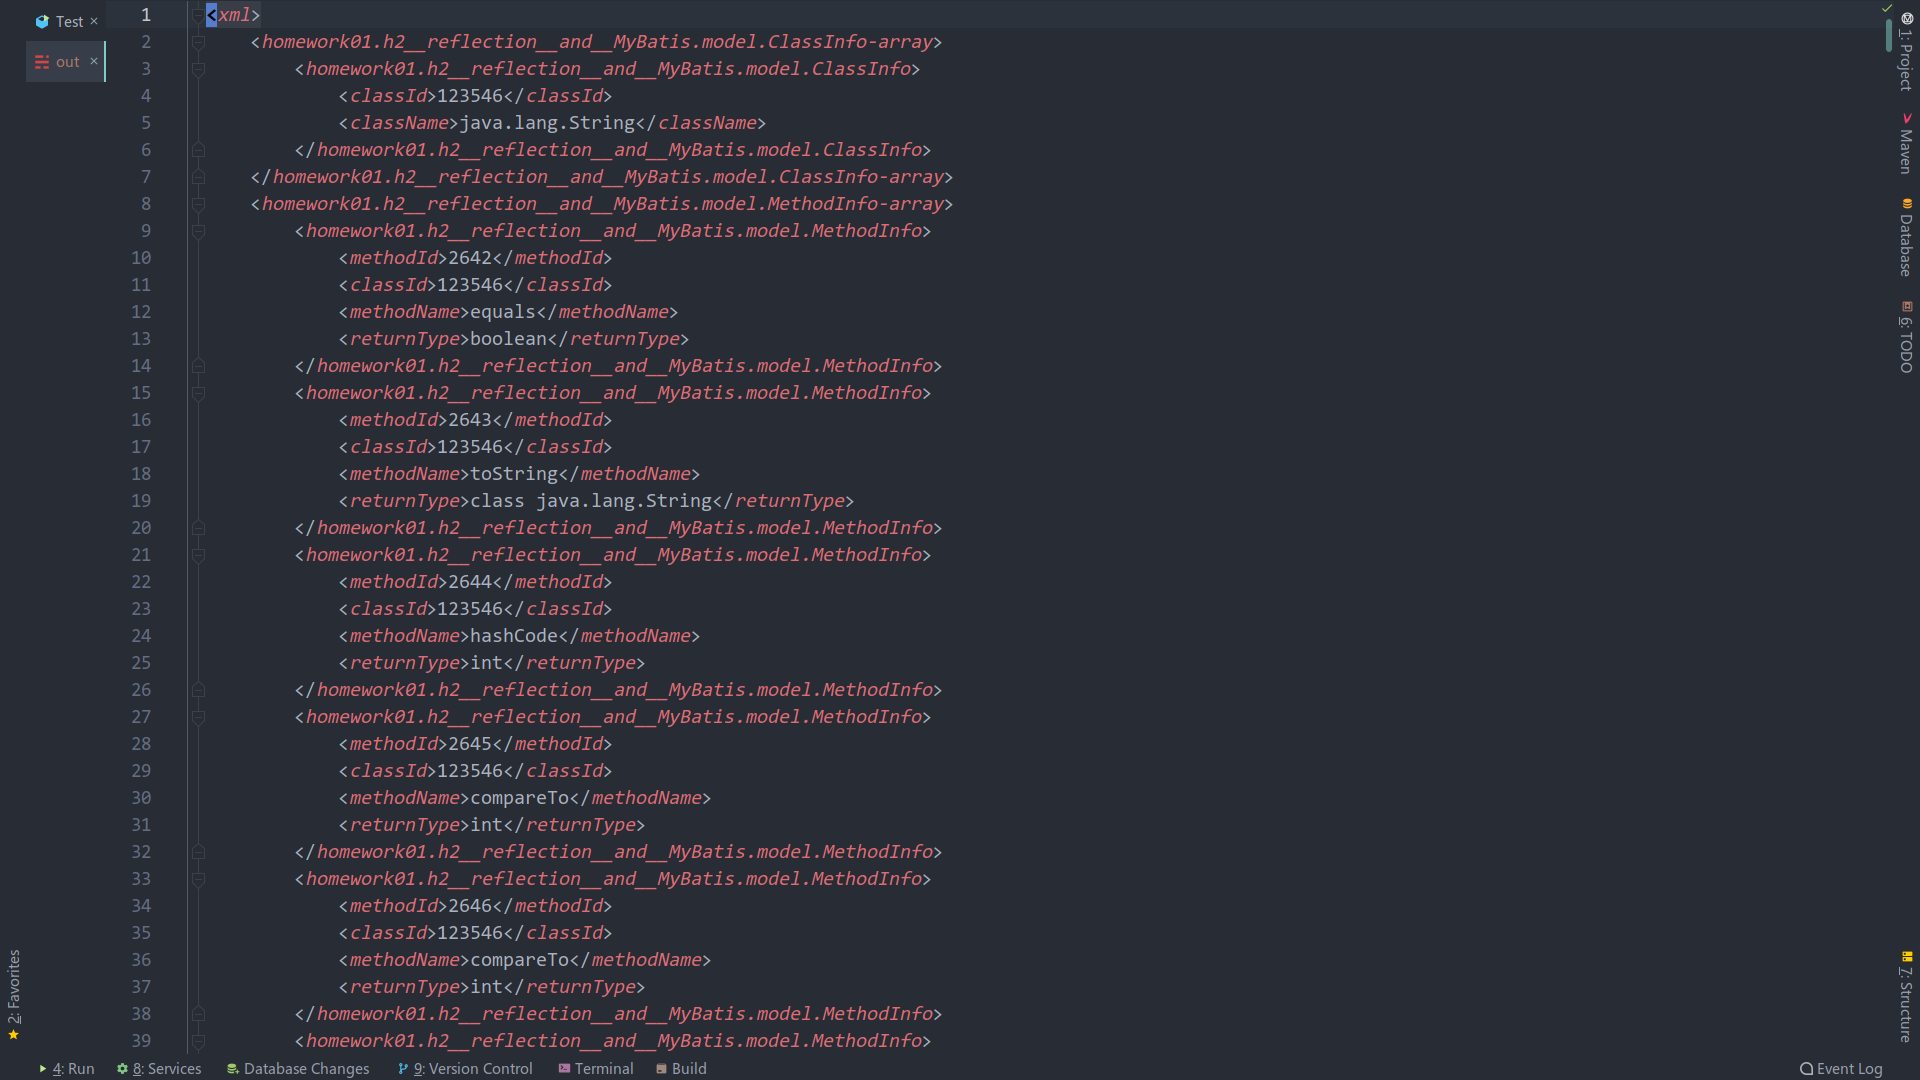 Test
out
1 <xml>
2 <homework01.h2__reflection__and__MyBatis.model.ClassInfo-array>
3 <homework01.h2__reflection__and__MyBatis.model.ClassInfo>
4 <classId>123546</classId>
5 <className>java.lang.String</className>
6 </homework01.h2__reflection__and__MyBatis.model.ClassInfo>
7 </homework01.h2__reflection__and__MyBatis.model.ClassInfo-array>
8 <homework01.h2__reflection__and__MyBatis.model.MethodInfo-array>
9 <homework01.h2__reflection__and__MyBatis.model.MethodInfo>
10 <methodId>2642</methodId>
11 <classId>123546</classId>
12 <methodName>equals</methodName>
13 <returnType>boolean</returnType>
14 </homework01.h2__reflection__and__MyBatis.model.MethodInfo>
15 <homework01.h2__reflection__and__MyBatis.model.MethodInfo>
16 <methodId>2643</methodId>
17 <classId>123546</classId>
18 <methodName>toString</methodName>
19 <returnType>class java.lang.String</returnType>
20 </homework01.h2__reflection__and__MyBatis.model.MethodInfo>
21 <homework01.h2__reflection__and__MyBatis.model.MethodInfo>
22 <methodId>2644</methodId>
23 <classId>123546</classId>
24 <methodName>hashCode</methodName>
25 <returnType>int</returnType>
26 </homework01.h2__reflection__and__MyBatis.model.MethodInfo>
27 <homework01.h2__reflection__and__MyBatis.model.MethodInfo>
28 <methodId>2645</methodId>
29 <classId>123546</classId>
30 <methodName>compareTo</methodName>
31 <returnType>int</returnType>
32 </homework01.h2__reflection__and__MyBatis.model.MethodInfo>
33 <homework01.h2__reflection__and__MyBatis.model.MethodInfo>
34 <methodId>2646</methodId>
35 <classId>123546</classId>
36 <methodName>compareTo</methodName>
37 <returnType>int</returnType>
38 </homework01.h2__reflection__and__MyBatis.model.MethodInfo>
39 <homework01.h2__reflection__and__MyBatis.model.MethodInfo>
1: Project
Maven
Database
6: TODO
7: Structure
2: Favorites
4: Run 8: Services Database Changes 9: Version Control Terminal Build Event Log